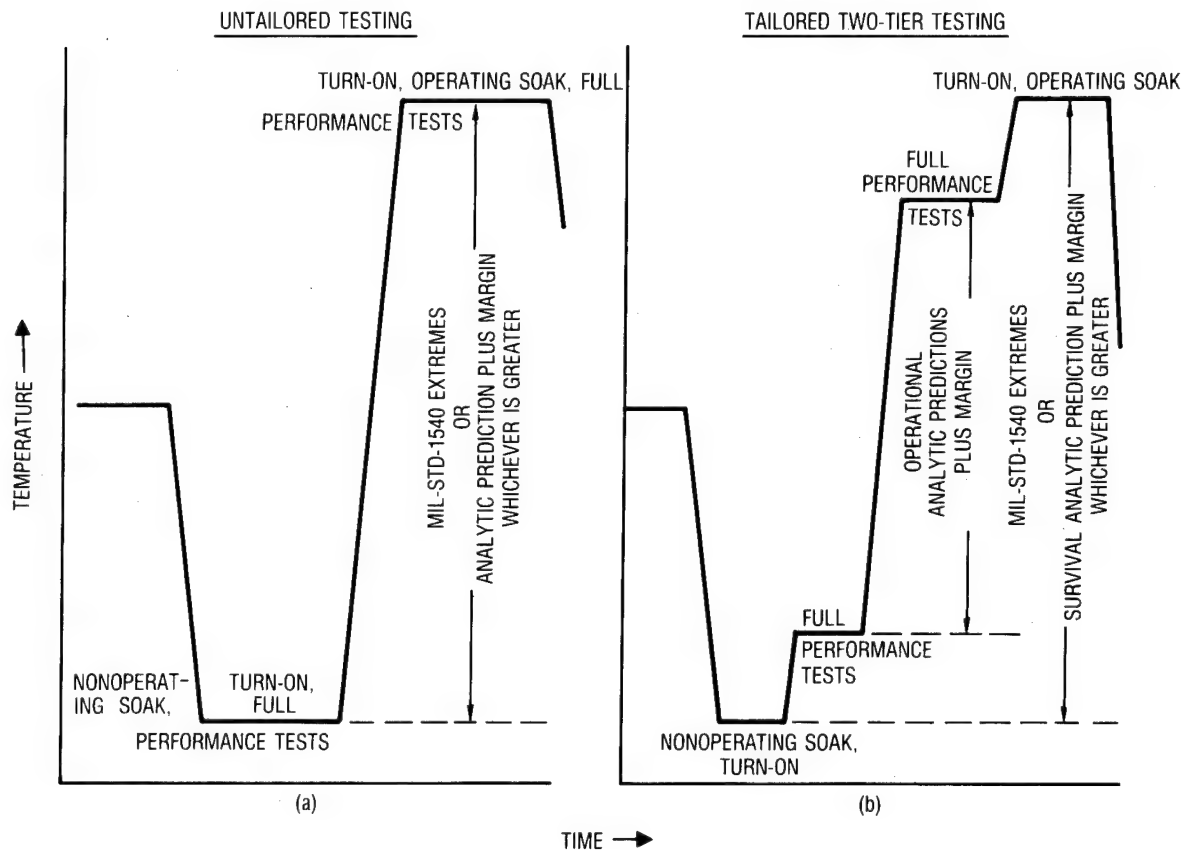 UNTAILORED TESTING
TURN-ON, OPERATING SOAK, FULL
PERFORMANCE TESTS
MIL-STD-1540 EXTREMES
OR
ANALYTIC PREDICTION PLUS MARGIN
WHICHEVER IS GREATER
NONOPERAT-
ING SOAK,
TURN-ON,
FULL
PERFORMANCE TESTS
(a)
TEMPERATURE
TAILORED TWO-TIER TESTING
TURN-ON, OPERATING SOAK
FULL
PERFORMANCE
TESTS
OPERATIONAL
ANALYTIC PREDICTIONS
PLUS MARGIN
MIL-STD-1540 EXTREMES
OR
SURVIVAL ANALYTIC PREDICTION PLUS MARGIN
WHICHEVER IS GREATER
FULL
PERFORMANCE
TESTS
NONOPERATING SOAK,
TURN-ON
(b)
TIME